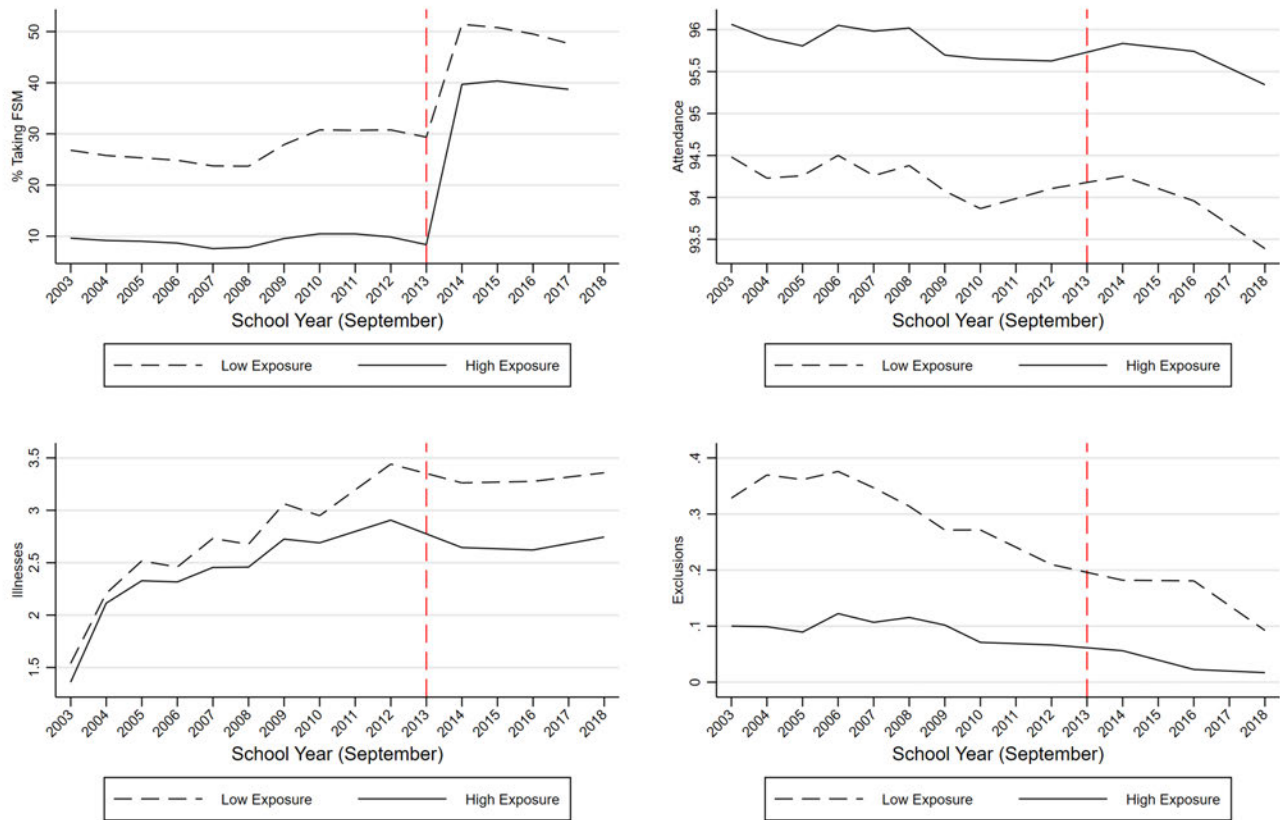 % Taking FSM
50
40
30
20
10
2003 2004 2005 2006 2007 2008 2009 2010 2011 2012 2013 2014 2015 2016 2017 2018
School Year (September)
Low Exposure High Exposure
Attendance
96
95.5
95
94.5
94
93.5
2003 2004 2005 2006 2007 2008 2009 2010 2011 2012 2013 2014 2015 2016 2017 2018
School Year (September)
Low Exposure High Exposure
Illnesses
3.5
3
2.5
2
1.5
2003 2004 2005 2006 2007 2008 2009 2010 2011 2012 2013 2014 2015 2016 2017 2018
School Year (September)
Low Exposure High Exposure
Exclusions
.4
.3
.2
.1
0
2003 2004 2005 2006 2007 2008 2009 2010 2011 2012 2013 2014 2015 2016 2017 2018
School Year (September)
Low Exposure High Exposure